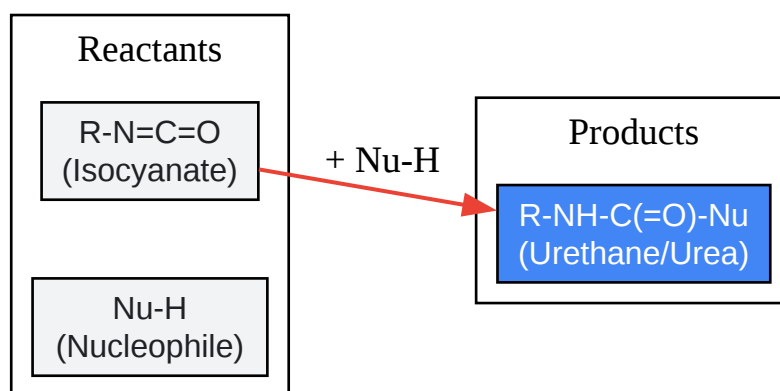 Reactants
R-N=C=O
(Isocyanate)
Nu-H
(Nucleophile)
+ Nu-H
Products
R-NH-C(=O)-Nu
(Urethane/Urea)